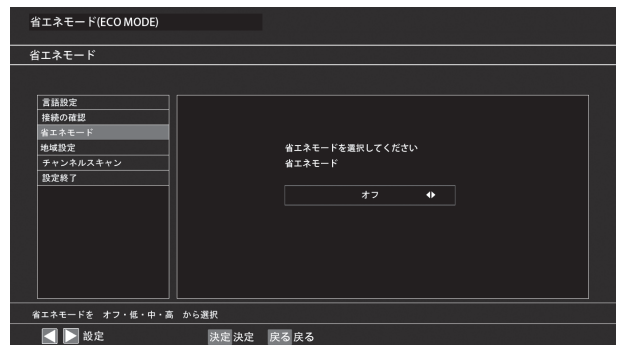 省エネモード(ECO MODE)
省エネモード
言語設定
接続の確認
省エネモード
地域設定
チャンネルスキャン
設定終了
省エネモードを選択してください
省エネモード
オフ
省エネモードを オフ・低・中・高 から選択
設定 決定 決定 戻る 戻る